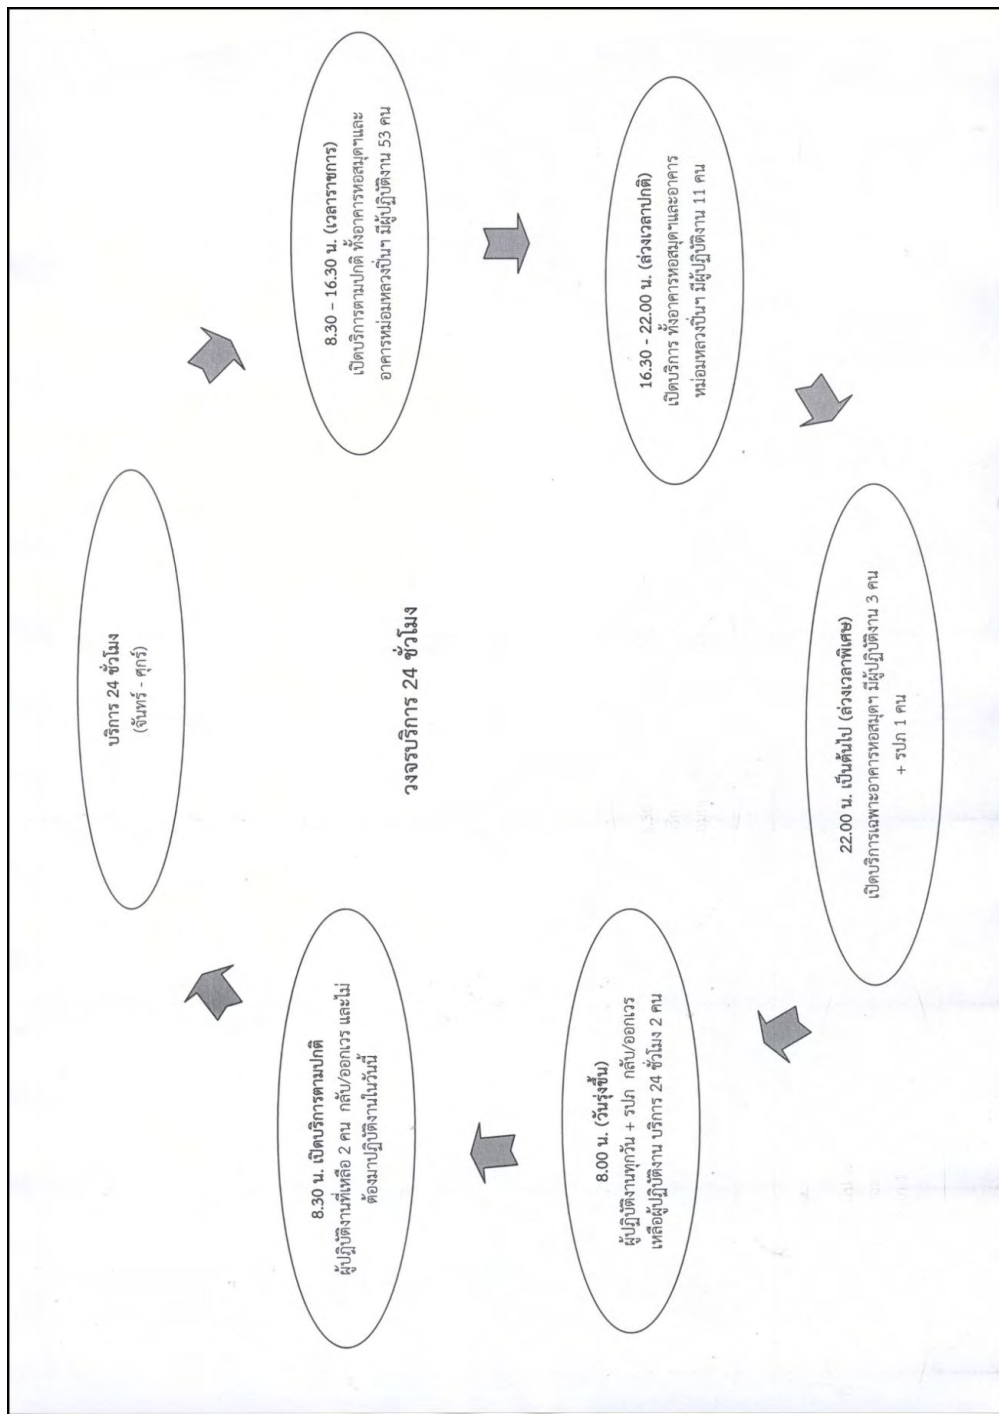 บริการ 24 ชั่วโมง
(จันทร์ - ศุกร์)
8.30 - 16.30 น. (เวลาราชการ)
เปิดบริการตามปกติ ทั้งอาคารหอสมุดฯและ
อาคารหม่อมหลวงปิ่นฯ มีผู้ปฏิบัติงาน 53 คน
16.30 - 22.00 น. (ล่วงเวลาปกติ)
เปิดบริการ ทั้งอาคารหอสมุดฯและอาคาร
หม่อมหลวงปิ่นฯ มีผู้ปฏิบัติงาน 11 คน
22.00 น. เป็นต้นไป (ล่วงเวลาพิเศษ)
เปิดบริการเฉพาะอาคารหอสมุดฯ มีผู้ปฏิบัติงาน 3 คน
+ รปภ 1 คน
8.00 น. (วันรุ่งขึ้น)
ผู้ปฏิบัติงานทุกวัน + รปภ กลับ/ออกเวร
เหลือผู้ปฏิบัติงาน บริการ 24 ชั่วโมง 2 คน
8.30 น. เปิดบริการตามปกติ
ผู้ปฏิบัติงานที่เหลือ 2 คน กลับ/ออกเวร และไม่
ต้องมาปฏิบัติงานในวันนี้
วงจรบริการ 24 ชั่วโมง